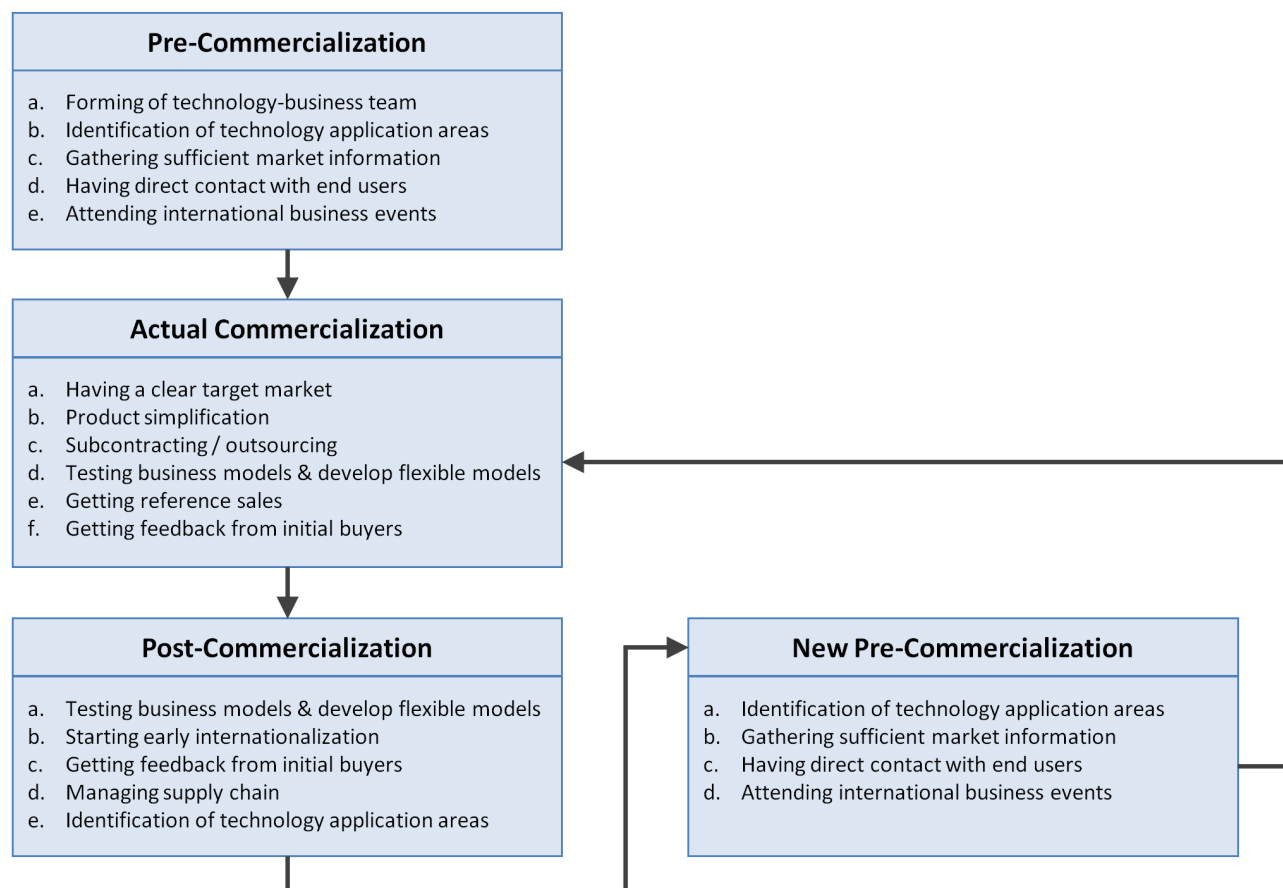 Pre-Commercialization
a. Forming of technology-business team
b. Identification of technology application areas
c. Gathering sufficient market information
d. Having direct contact with end users
e. Attending international business events
Actual Commercialization
a. Having a clear target market
b. Product simplification
c. Subcontracting / outsourcing
d. Testing business models & develop flexible models
e. Getting reference sales
f. Getting feedback from initial buyers
Post-Commercialization
a. Testing business models & develop flexible models
b. Starting early internationalization
c. Getting feedback from initial buyers
d. Managing supply chain
e. Identification of technology application areas
New Pre-Commercialization
a. Identification of technology application areas
b. Gathering sufficient market information
c. Having direct contact with end users
d. Attending international business events